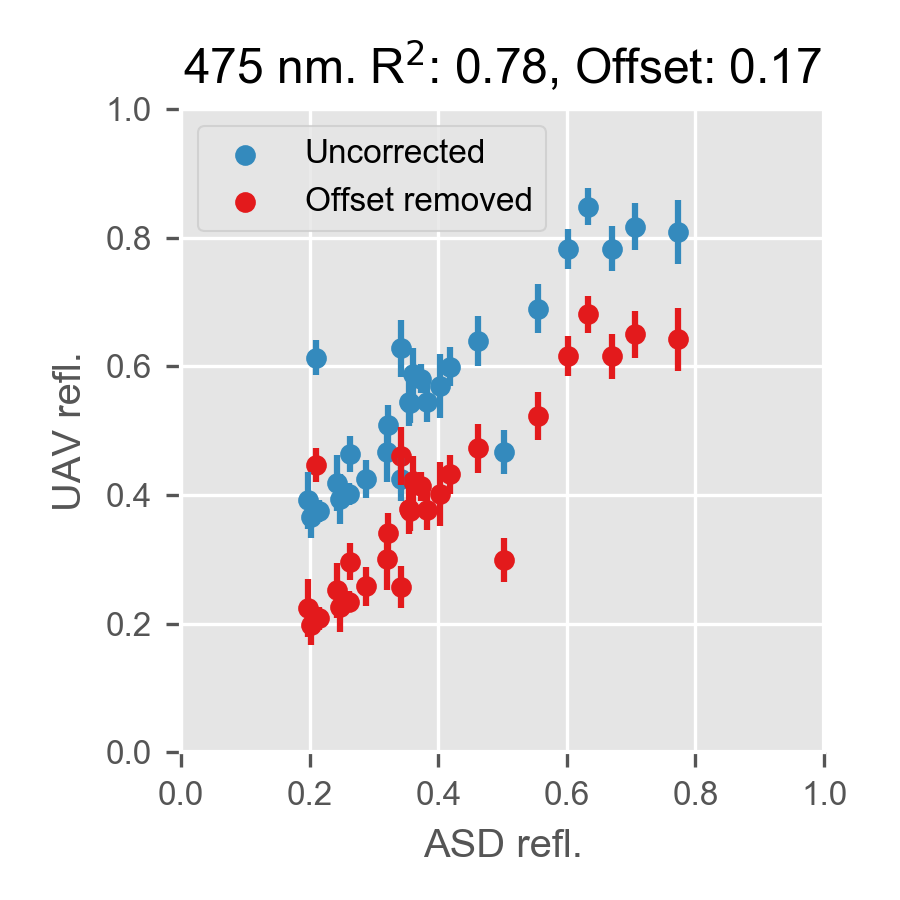 475 nm. R²: 0.78, Offset: 0.17
Uncorrected
Offset removed
1.0
0.8
0.6
0.4
0.2
0.0
UAV refl.
0.0 0.2 0.4 0.6 0.8 1.0
ASD refl.